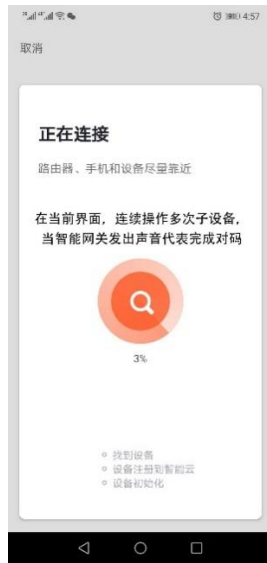 4:57
取消
正在连接
路由器、手机和设备尽量靠近
在当前界面，连续操作多次子设备，
当智能网关发出声音代表完成对码
3%
找到设备
设备注册到智能云
设备初始化